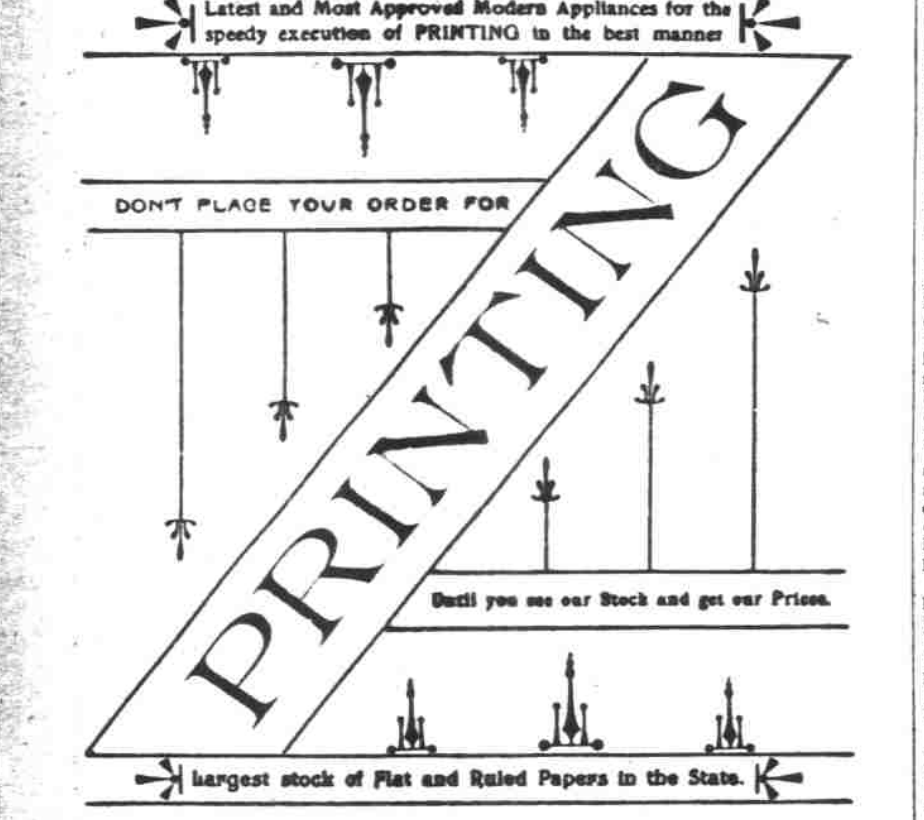 Latest and Most Approved Modern Appliances for the
speedy execution of PRINTING in the best manner
DON'T PLACE YOUR ORDER FOR
PRINTING
Until you see our Stock and get our Prices.
Largest stock of Flat and Ruled Papers in the State.